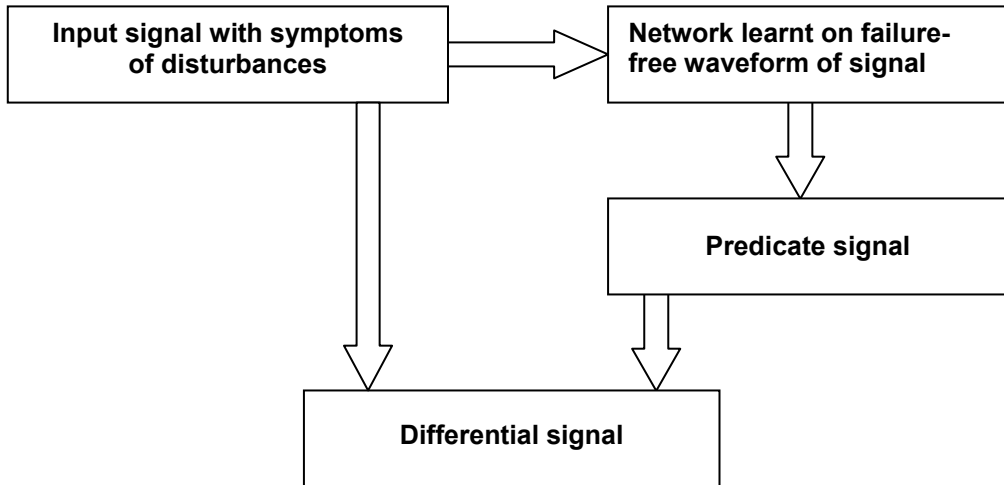 Input signal with symptoms
of disturbances
Network learnt on failure-
free waveform of signal
Predicate signal
Differential signal